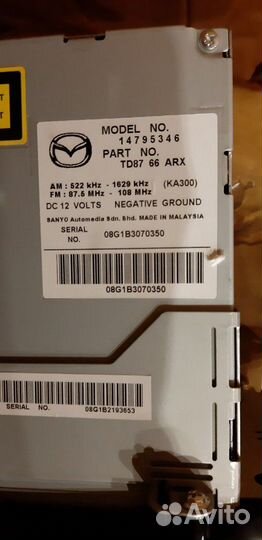 MODEL NO.
14795346
PART NO.
TD87 66 ARX
AM : 522 kHz - 1629 kHz (KA300)
FM : 87.5 MHz - 108 MHz
DC 12 VOLTS NEGATIVE GROUND
SANYO Automedia Sdn. Bhd. MADE IN MALAYSIA
SERIAL NO. 08G1B3070350
08G1B3070350
SERIAL NO. 08G1B2193653
Avito